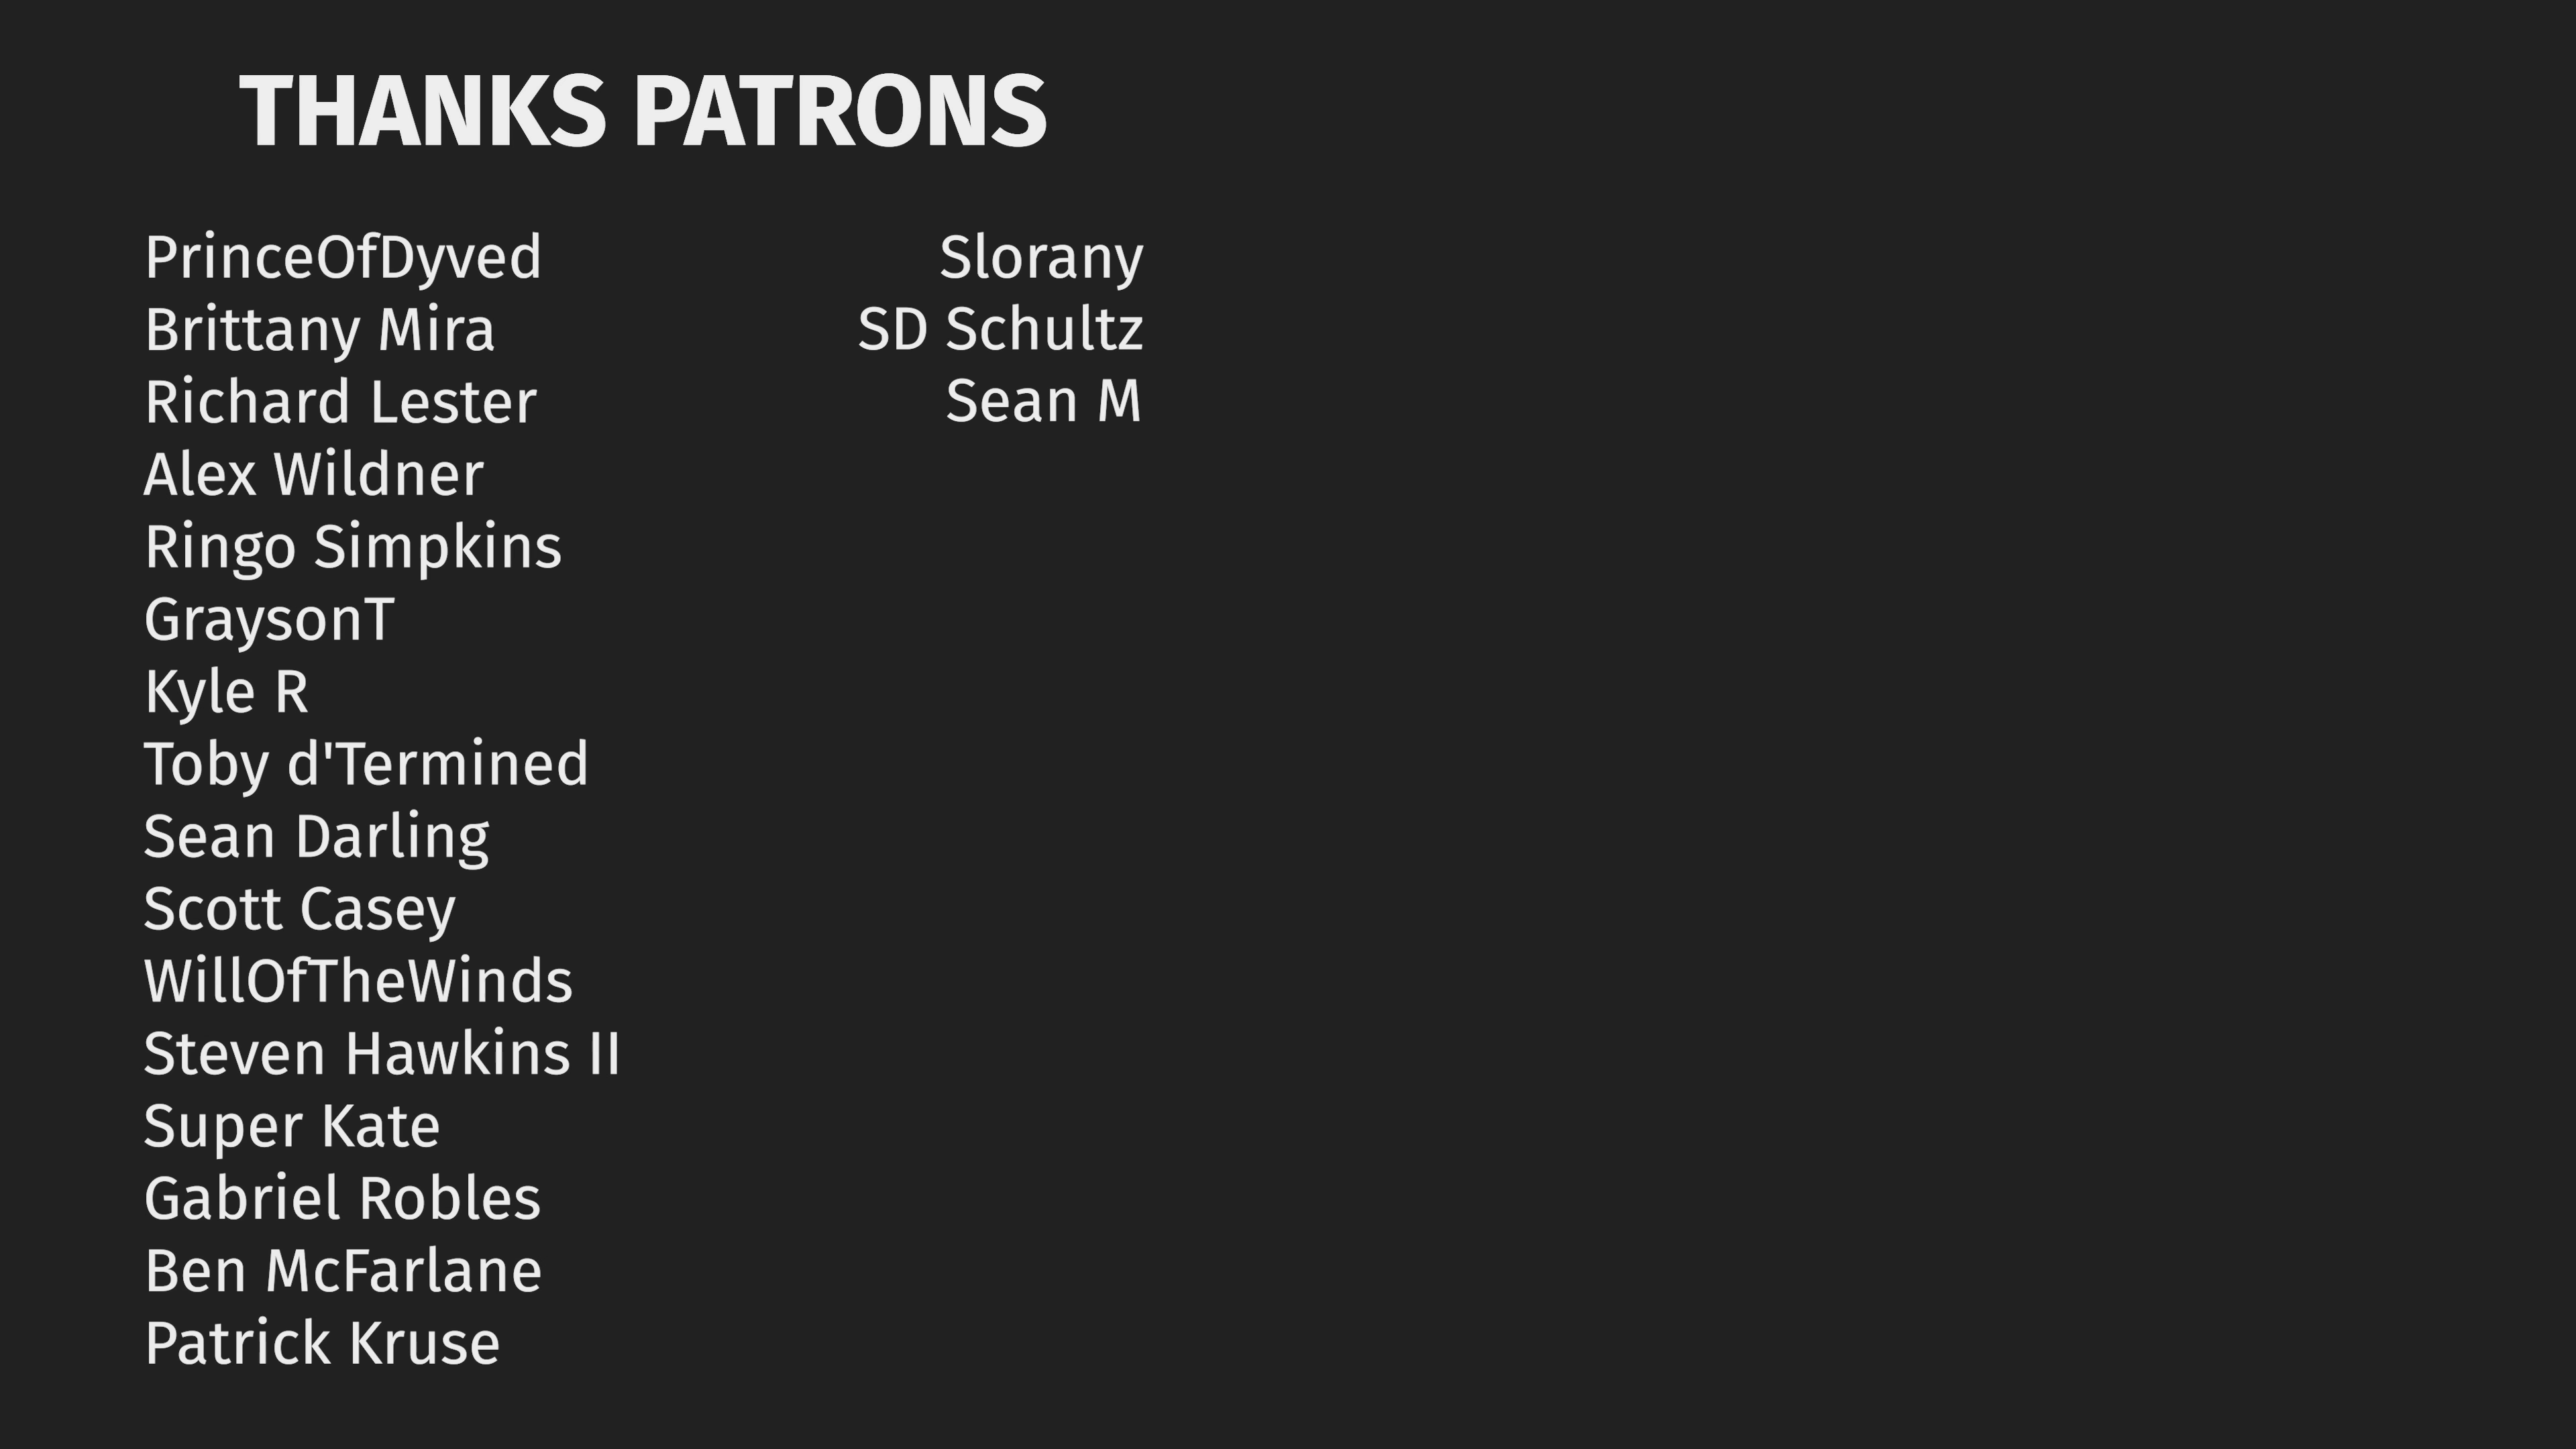 THANKS PATRONS
PrinceOfDyved
Brittany Mira
Richard Lester
Alex Wildner
Ringo Simpkins
GraysonT
Kyle R
Toby d'Termined
Sean Darling
Scott Casey
WillOfTheWinds
Steven Hawkins II
Super Kate
Gabriel Robles
Ben McFarlane
Patrick Kruse
Slorany
SD Schultz
Sean M